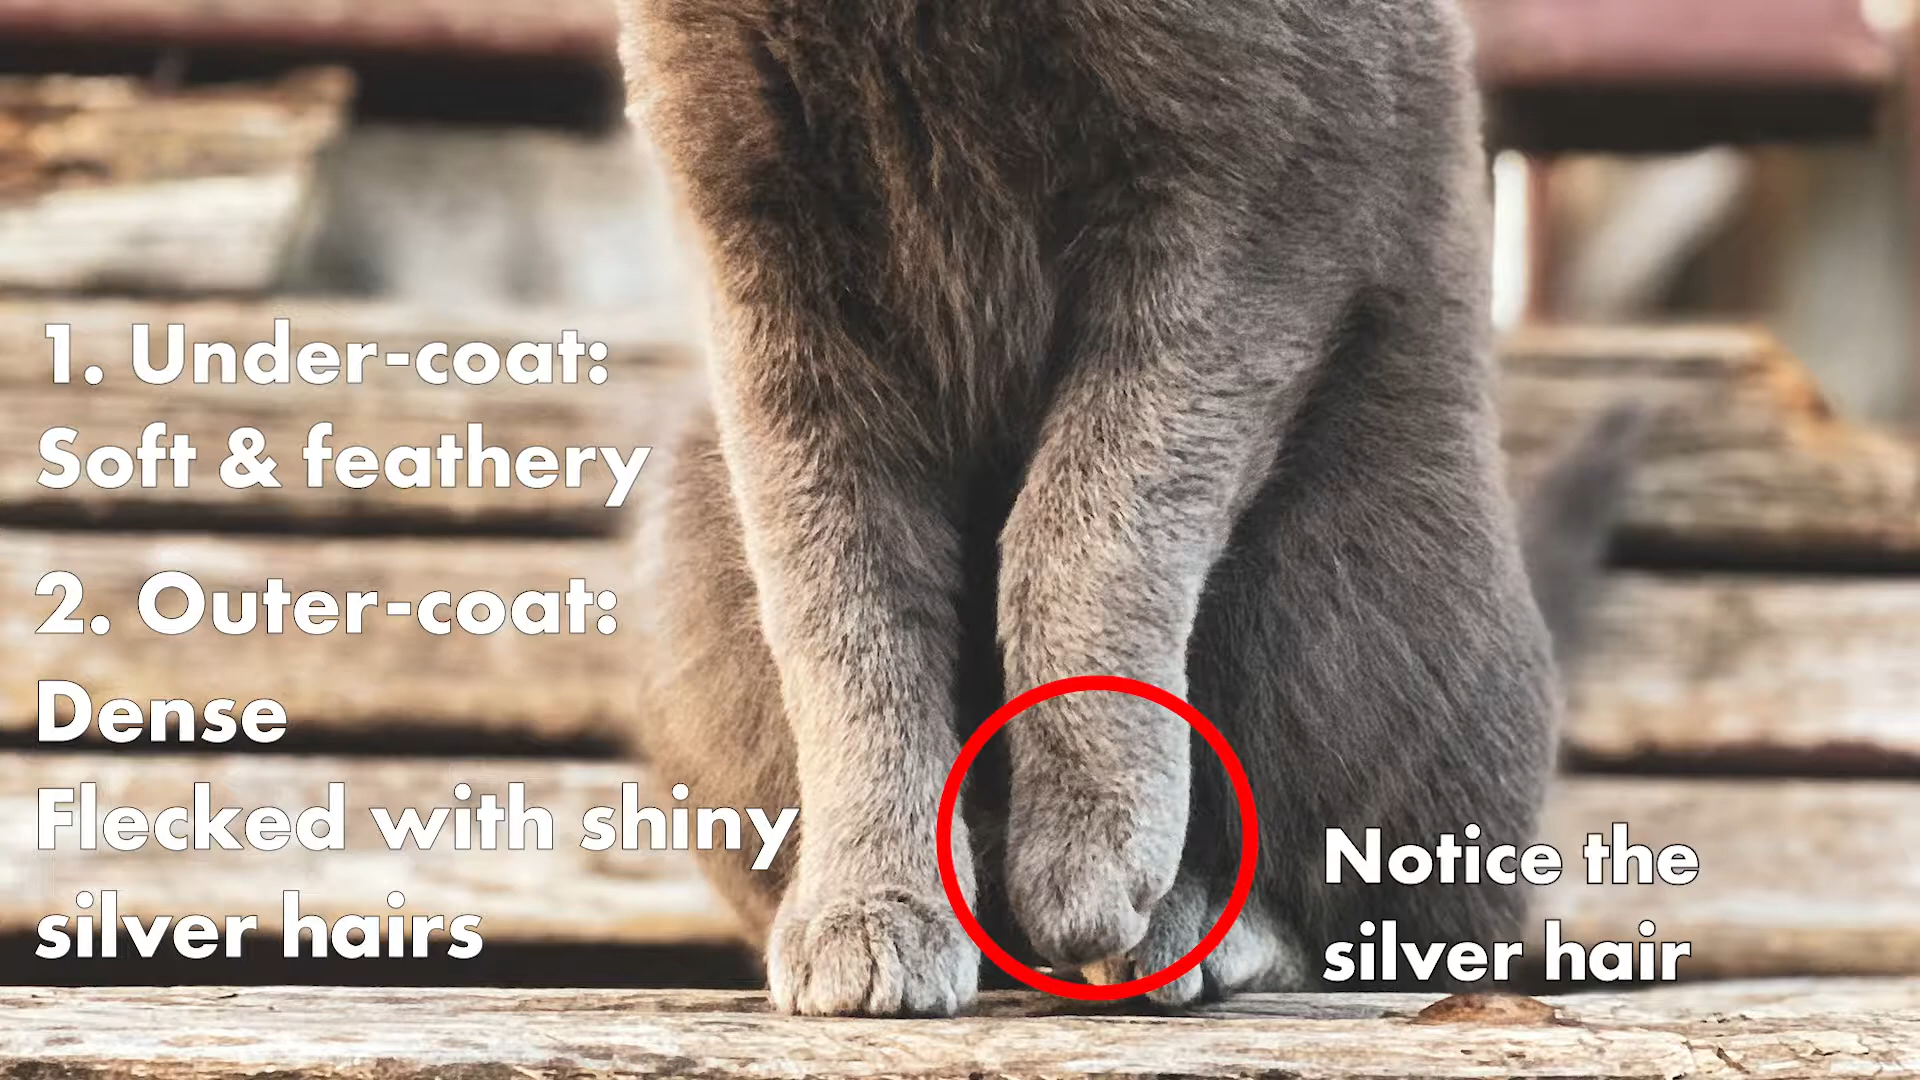 1. Under-coat:
Soft & feathery
2. Outer-coat:
Dense
Flecked with shiny
silver hairs
Notice the
silver hair